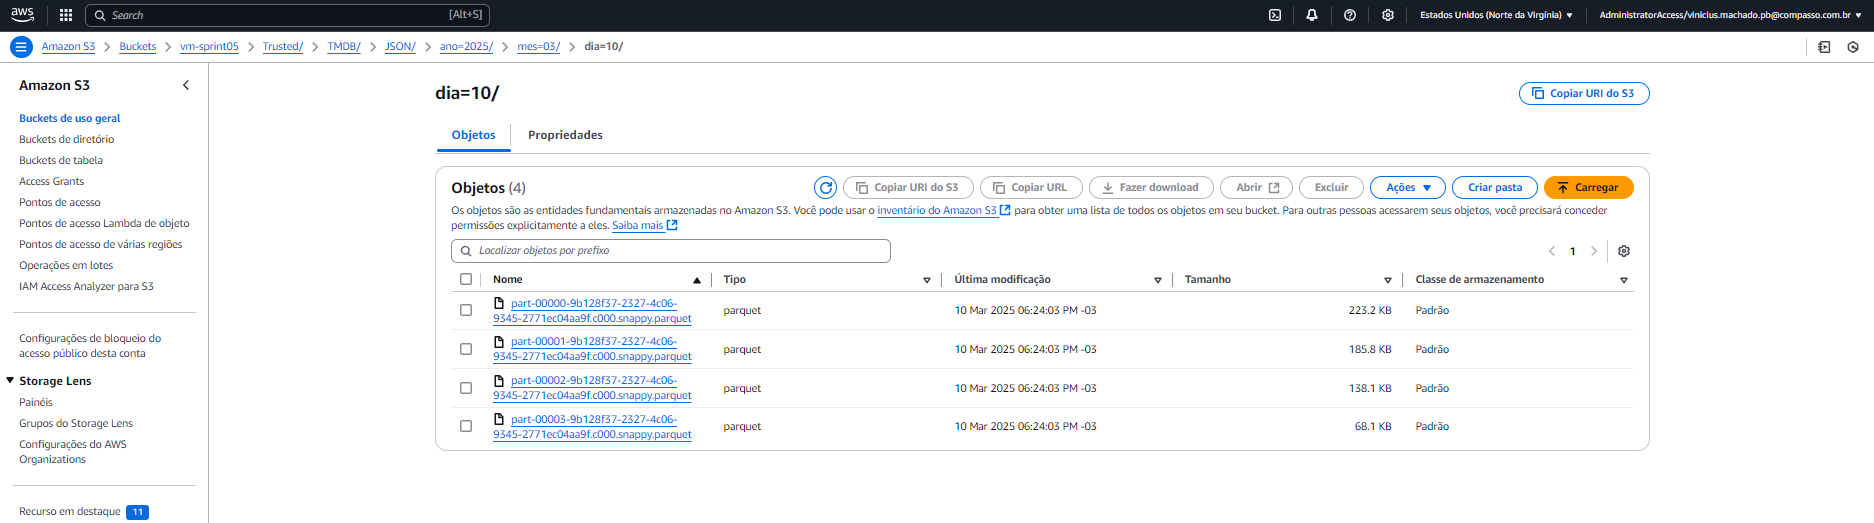 aws
Search
[Alt+S]
Estados Unidos (Norte da Virgínia)
AdministratorAccess/vinicius.machado.pb@compasso.com.br
Amazon S3
Buckets
vm-sprint05
Trusted/
TMDB/
JSON/
ano=2025/
mes=03/
dia=10/
Amazon S3
Buckets de uso geral
Buckets de diretório
Buckets de tabela
Access Grants
Pontos de acesso
Pontos de acesso Lambda de objeto
Pontos de acesso de várias regiões
Operações em lotes
IAM Access Analyzer para S3
Configurações de bloqueio do
acesso público desta conta
Storage Lens
Painéis
Grupos do Storage Lens
Configurações do AWS
Organizations
Recurso em destaque 11
dia=10/
Copiar URI do S3
Objetos
Propriedades
Objetos (4)
Copiar URI do S3
Copiar URL
Fazer download
Abrir
Excluir
Ações
Criar pasta
Carregar
Os objetos são as entidades fundamentais armazenadas no Amazon S3. Você pode usar o inventário do Amazon S3 para obter uma lista de todos os objetos em seu bucket. Para outras pessoas acessarem seus objetos, você precisará conceder
permissões explicitamente a eles. Saiba mais
Localizar objetos por prefixo
1
Nome
Tipo
Última modificação
Tamanho
Classe de armazenamento
part-00000-9b128f37-2327-4c06-
9345-2771ec04aa9f.c000.snappy.parquet
parquet
10 Mar 2025 06:24:03 PM -03
223.2 KB
Padrão
part-00001-9b128f37-2327-4c06-
9345-2771ec04aa9f.c000.snappy.parquet
parquet
10 Mar 2025 06:24:03 PM -03
185.8 KB
Padrão
part-00002-9b128f37-2327-4c06-
9345-2771ec04aa9f.c000.snappy.parquet
parquet
10 Mar 2025 06:24:03 PM -03
138.1 KB
Padrão
part-00003-9b128f37-2327-4c06-
9345-2771ec04aa9f.c000.snappy.parquet
parquet
10 Mar 2025 06:24:03 PM -03
68.1 KB
Padrão